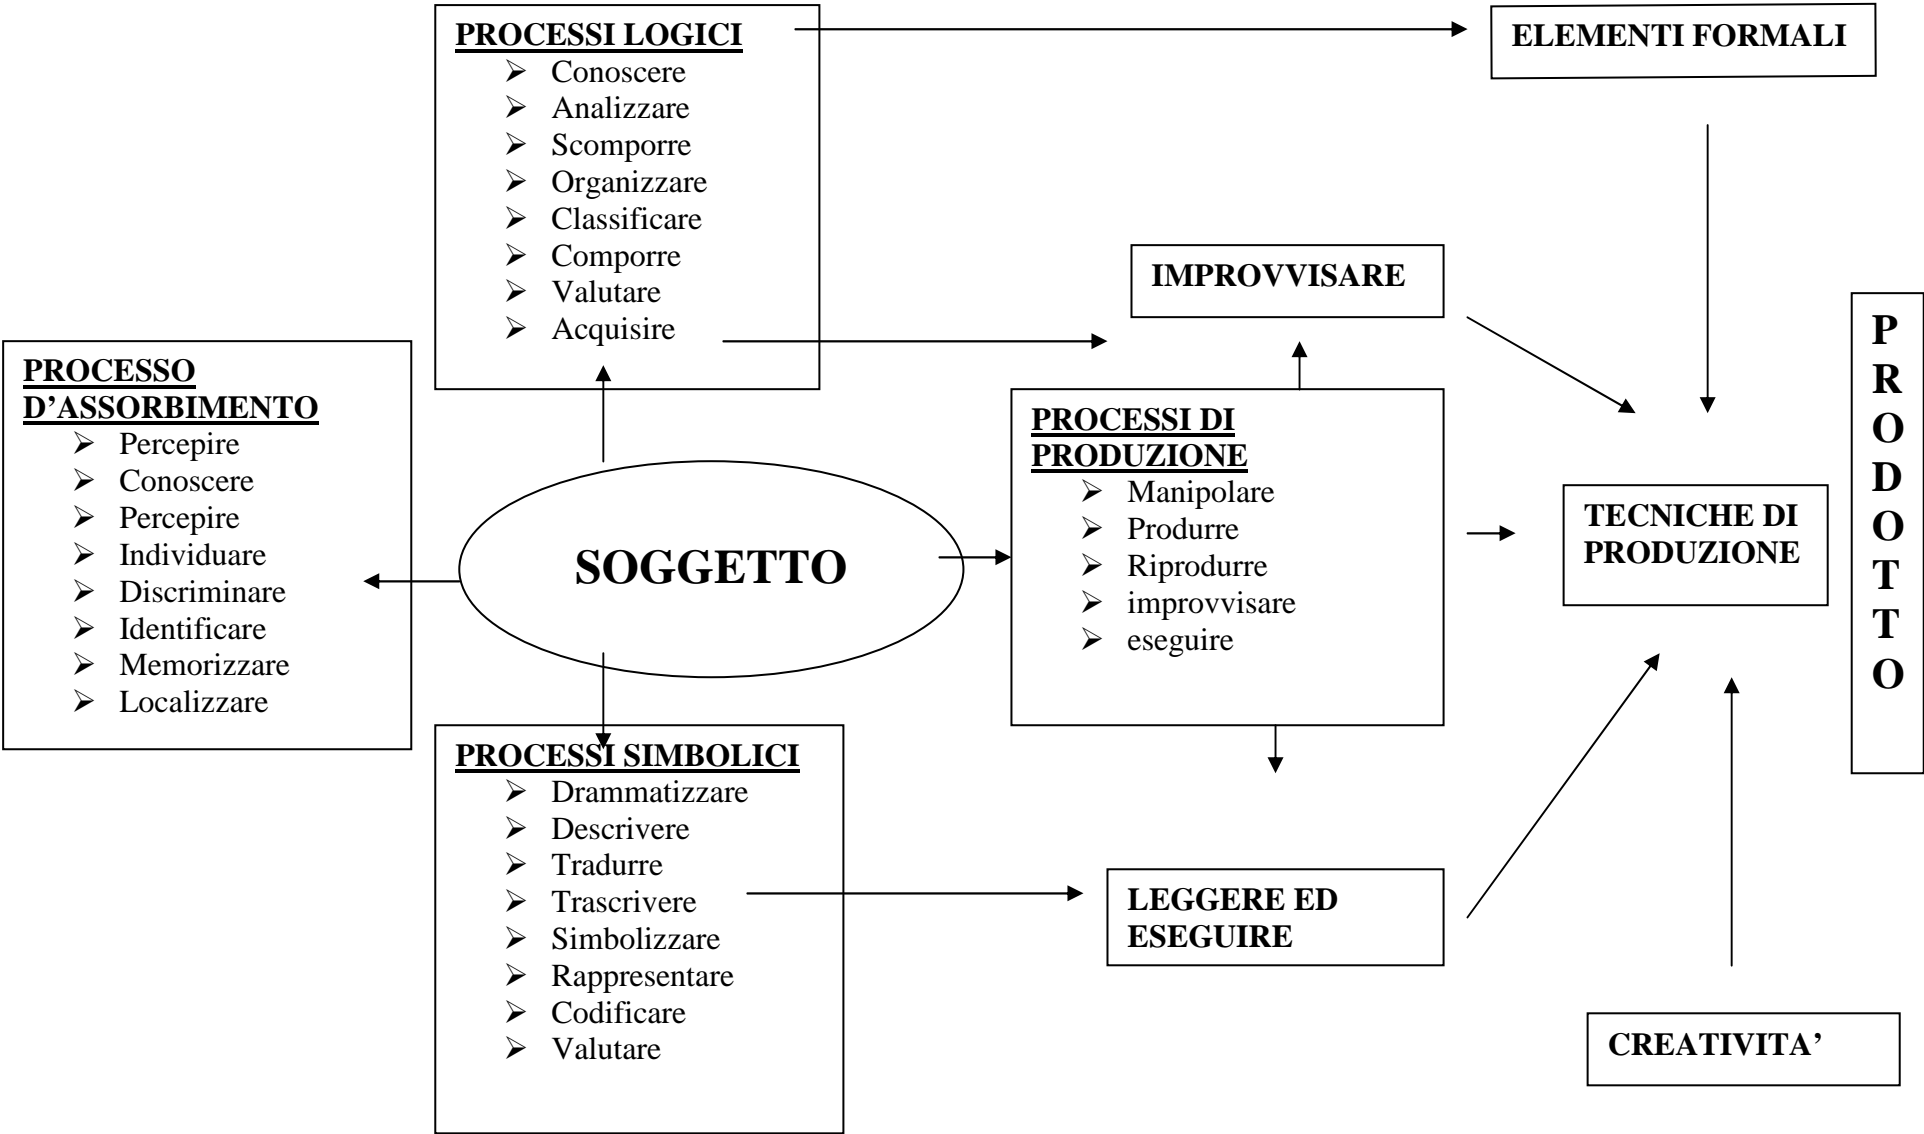 PROCESSI LOGICI
Conoscere
Analizzare
Scomporre
Organizzare
Classificare
Comporre
Valutare
Acquisire
ELEMENTI FORMALI
IMPROVVISARE
PROCESSO
D’ASSORBIMENTO
Percepire
Conoscere
Percepire
Individuare
Discriminare
Identificare
Memorizzare
Localizzare
SOGGETTO
PROCESSI DI
PRODUZIONE
Manipolare
Produrre
Riprodurre
improvvisare
eseguire
TECNICHE DI
PRODUZIONE
P
R
O
D
O
T
T
O
PROCESSI SIMBOLICI
Drammatizzare
Descrivere
Tradurre
Trascrivere
Simbolizzare
Rappresentare
Codificare
Valutare
LEGGERE ED
ESEGUIRE
CREATIVITA’